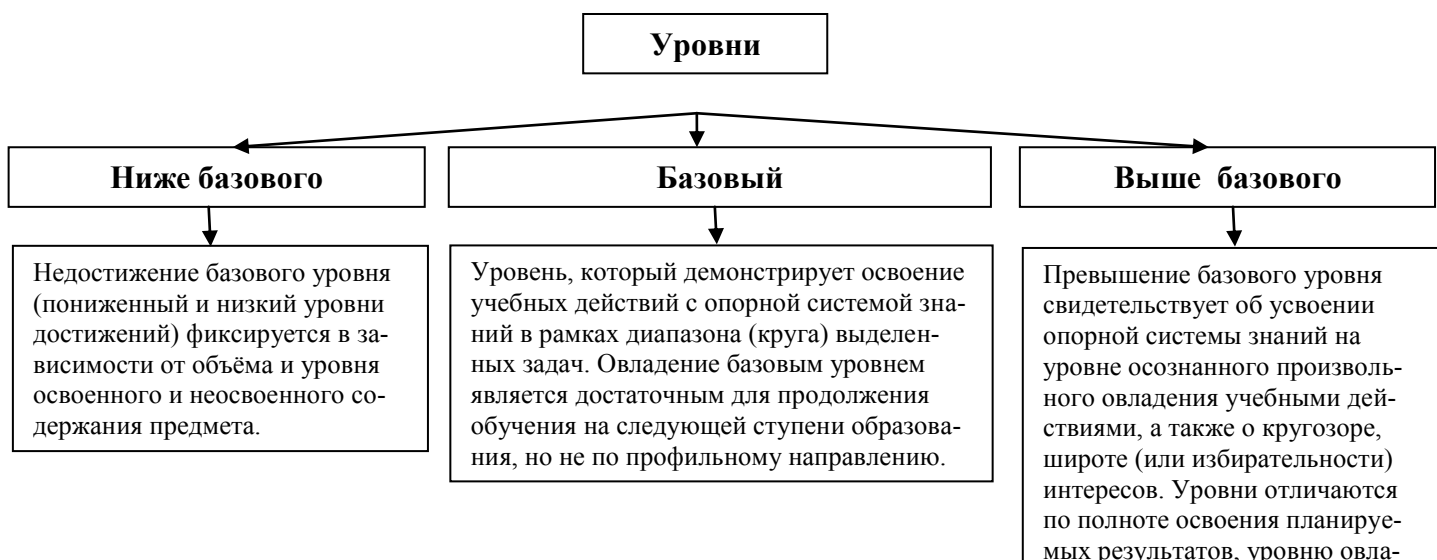 Уровни
Ниже базового
Базовый
Выше базового
Недостижение базового уровня
(пониженный и низкий уровни
достижений) фиксируется в за-
висимости от объёма и уровня
освоенного и неосвоенного со-
держания предмета.
Уровень, который демонстрирует освоение
учебных действий с опорной системой зна-
ний в рамках диапазона (круга) выделен-
ных задач. Овладение базовым уровнем
является достаточным для продолжения
обучения на следующей ступени образова-
ния, но не по профильному направлению.
Превышение базового уровня
свидетельствует об усвоении
опорной системы знаний на
уровне осознанного произволь-
ного овладения учебными дей-
ствиями, а также о кругозоре,
широте (или избирательности)
интересов. Уровни отличаются
по полноте освоения планируе-
мых результатов, уровню овла-